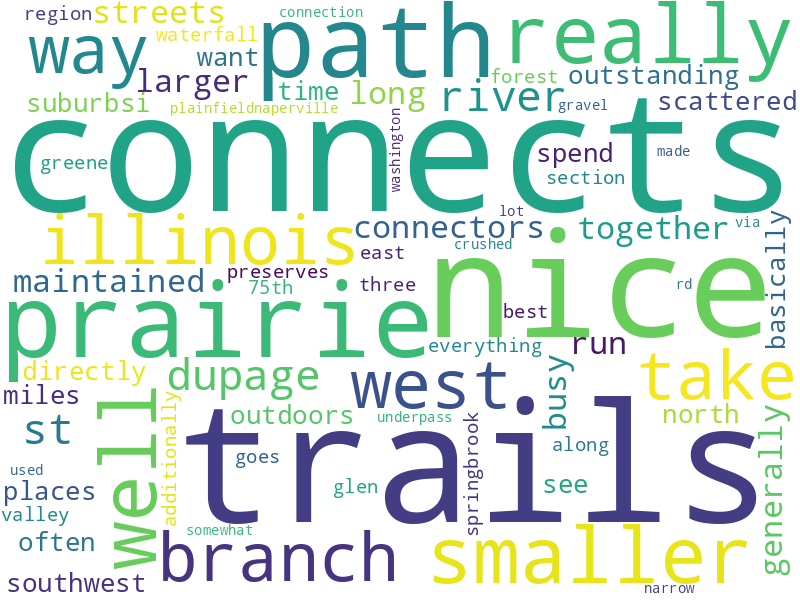 region
streets
connection
way
path
really
waterfall
want
larger
time
forest
outstanding
suburbsi
plainfieldnaperville
long
river
gravel
scattered
connects
washington
greene
spend
made
section
illinois
connectors
lot
together
via
basically
crushed
east
maintained
preserves
75th
three
nice
rd
prairie
best
everything
run
directly
dupage
west
busy
take
miles
well
additionally
outdoors
underpass
springbrook
north
generally
st
trails
along
goes
used
places
glen
see
valley
often
somewhat
branch
smaller
southwest
narrow